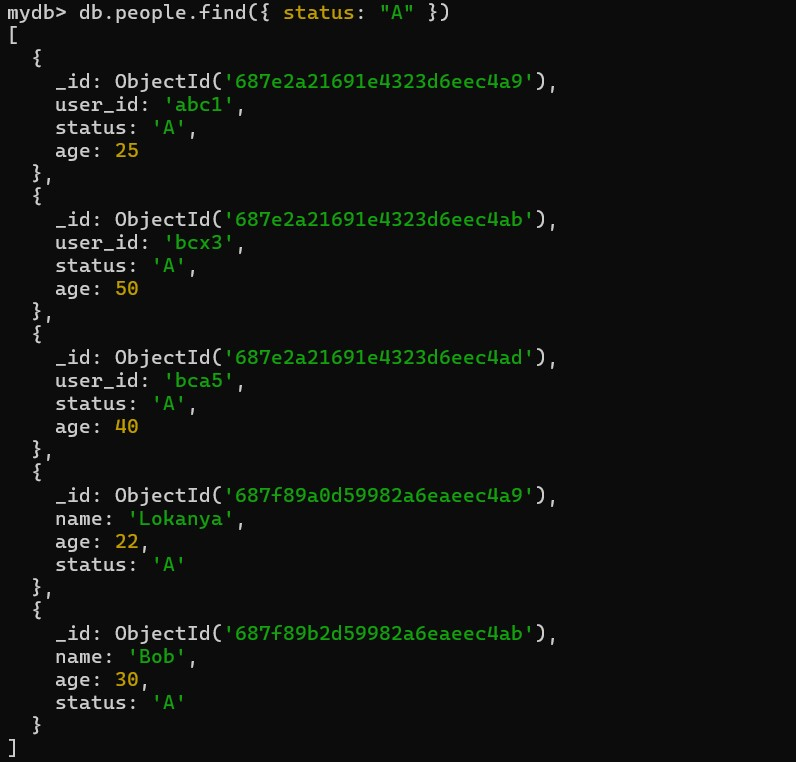 mydb> db.people.find({ status: "A" })
[
  {
    _id: ObjectId('687e2a21691e4323d6eec4a9'),
    user_id: 'abc1',
    status: 'A',
    age: 25
  },
  {
    _id: ObjectId('687e2a21691e4323d6eec4ab'),
    user_id: 'bcx3',
    status: 'A',
    age: 50
  },
  {
    _id: ObjectId('687e2a21691e4323d6eec4ad'),
    user_id: 'bca5',
    status: 'A',
    age: 40
  },
  {
    _id: ObjectId('687f89a0d59982a6eaeec4a9'),
    name: 'Lokanya',
    age: 22,
    status: 'A'
  },
  {
    _id: ObjectId('687f89b2d59982a6eaeec4ab'),
    name: 'Bob',
    age: 30,
    status: 'A'
  }
]